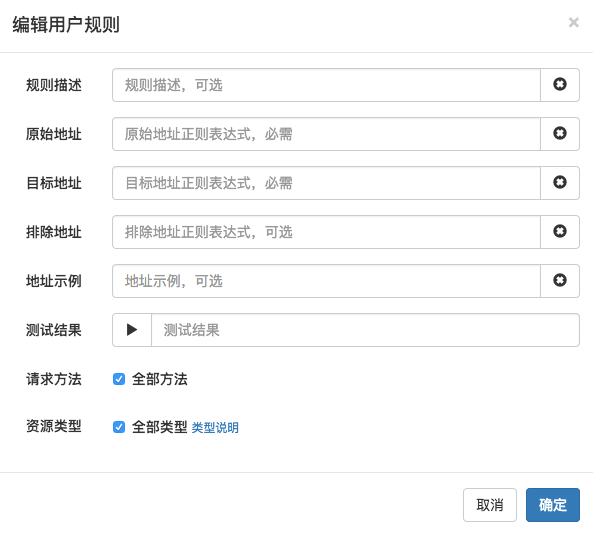 编辑用户规则 ×
规则描述 规则描述，可选
原始地址 原始地址正则表达式，必需
目标地址 目标地址正则表达式，必需
排除地址 排除地址正则表达式，可选
地址示例 地址示例，可选
测试结果 测试结果
请求方法 全部方法
资源类型 全部类型 类型说明
取消 确定